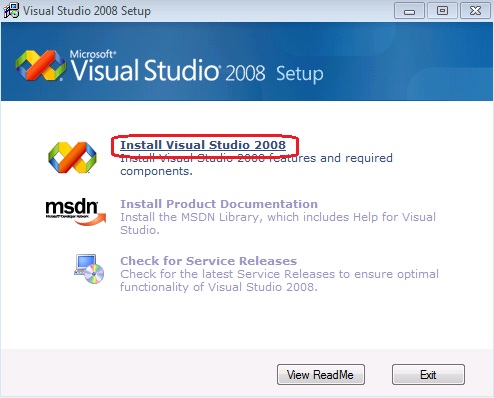 Visual Studio 2008 Setup
Microsoft®
Visual Studio® 2008 Setup
Install Visual Studio 2008
Install Visual Studio 2008 features and required
components.
msdn
Microsoft Developer Network
Install Product Documentation
Install the MSDN Library, which includes Help for Visual
Studio.
Check for Service Releases
Check for the latest Service Releases to ensure optimal
functionality of Visual Studio 2008.
View ReadMe
Exit